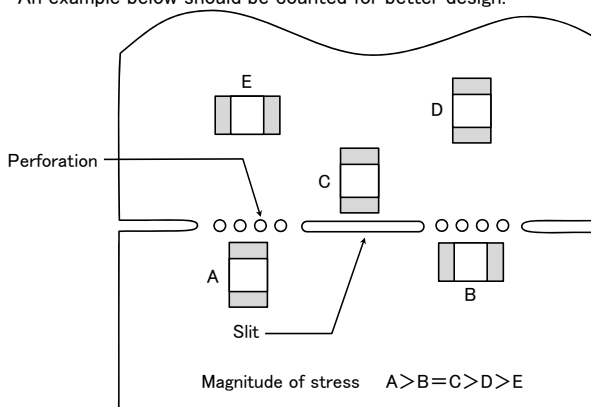 An example below should be counted for better design.
E
D
Perforation
C
A
B
Slit
Magnitude of stress A>B=C>D>E